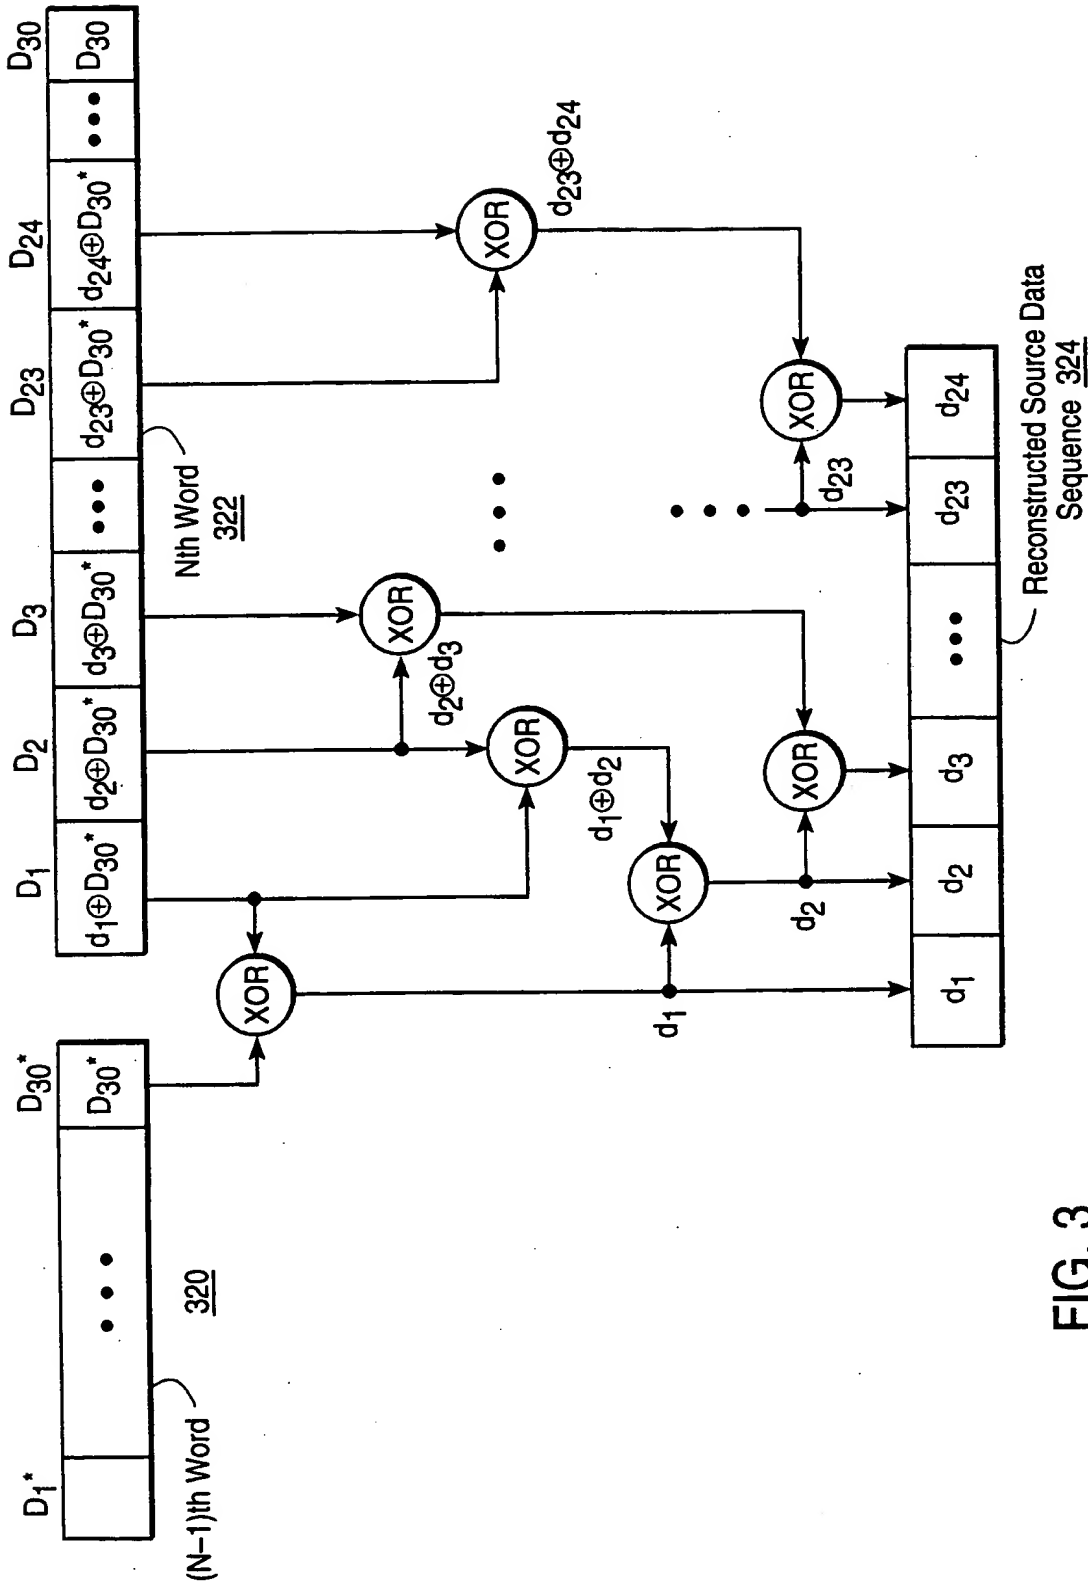 D₁* D₃₀* D₁ D₂ D₃ D₂₃ D₂₄ D₃₀
••• D₃₀* d₁⊕D₃₀* d₂⊕D₃₀* d₃⊕D₃₀* ••• d₂₃⊕D₃₀* d₂₄⊕D₃₀* ••• D₃₀
(N–1)th Word
320
Nth Word
322
XOR
XOR
d₂⊕d₃
XOR
XOR
d₂₃⊕d₂₄
•••
d₁⊕d₂
XOR
d₁
•••
XOR
d₂
XOR
d₂₃
d₁ d₂ d₃ ••• d₂₃ d₂₄
Reconstructed Source Data
Sequence 324
FIG. 3